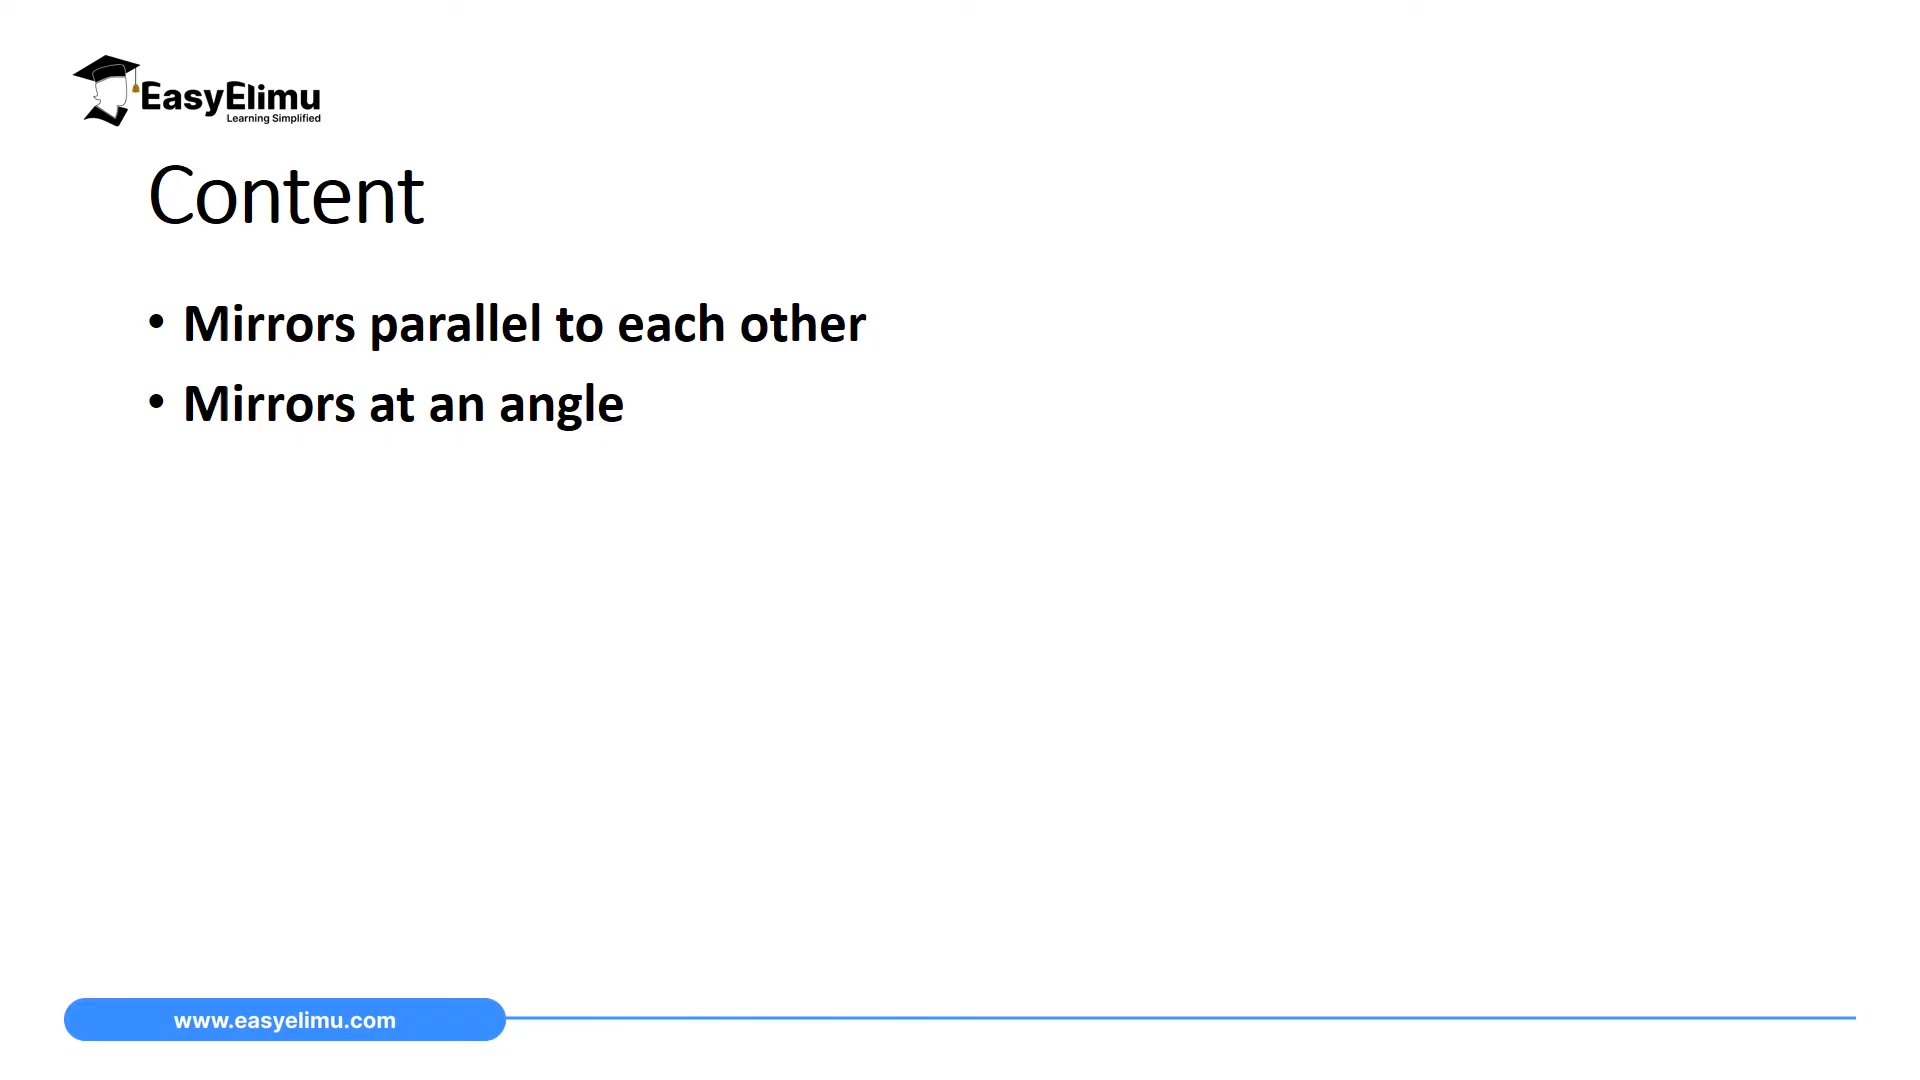 EasyElimu
Learning Simplified
Content
• Mirrors parallel to each other
• Mirrors at an angle
www.easyelimu.com